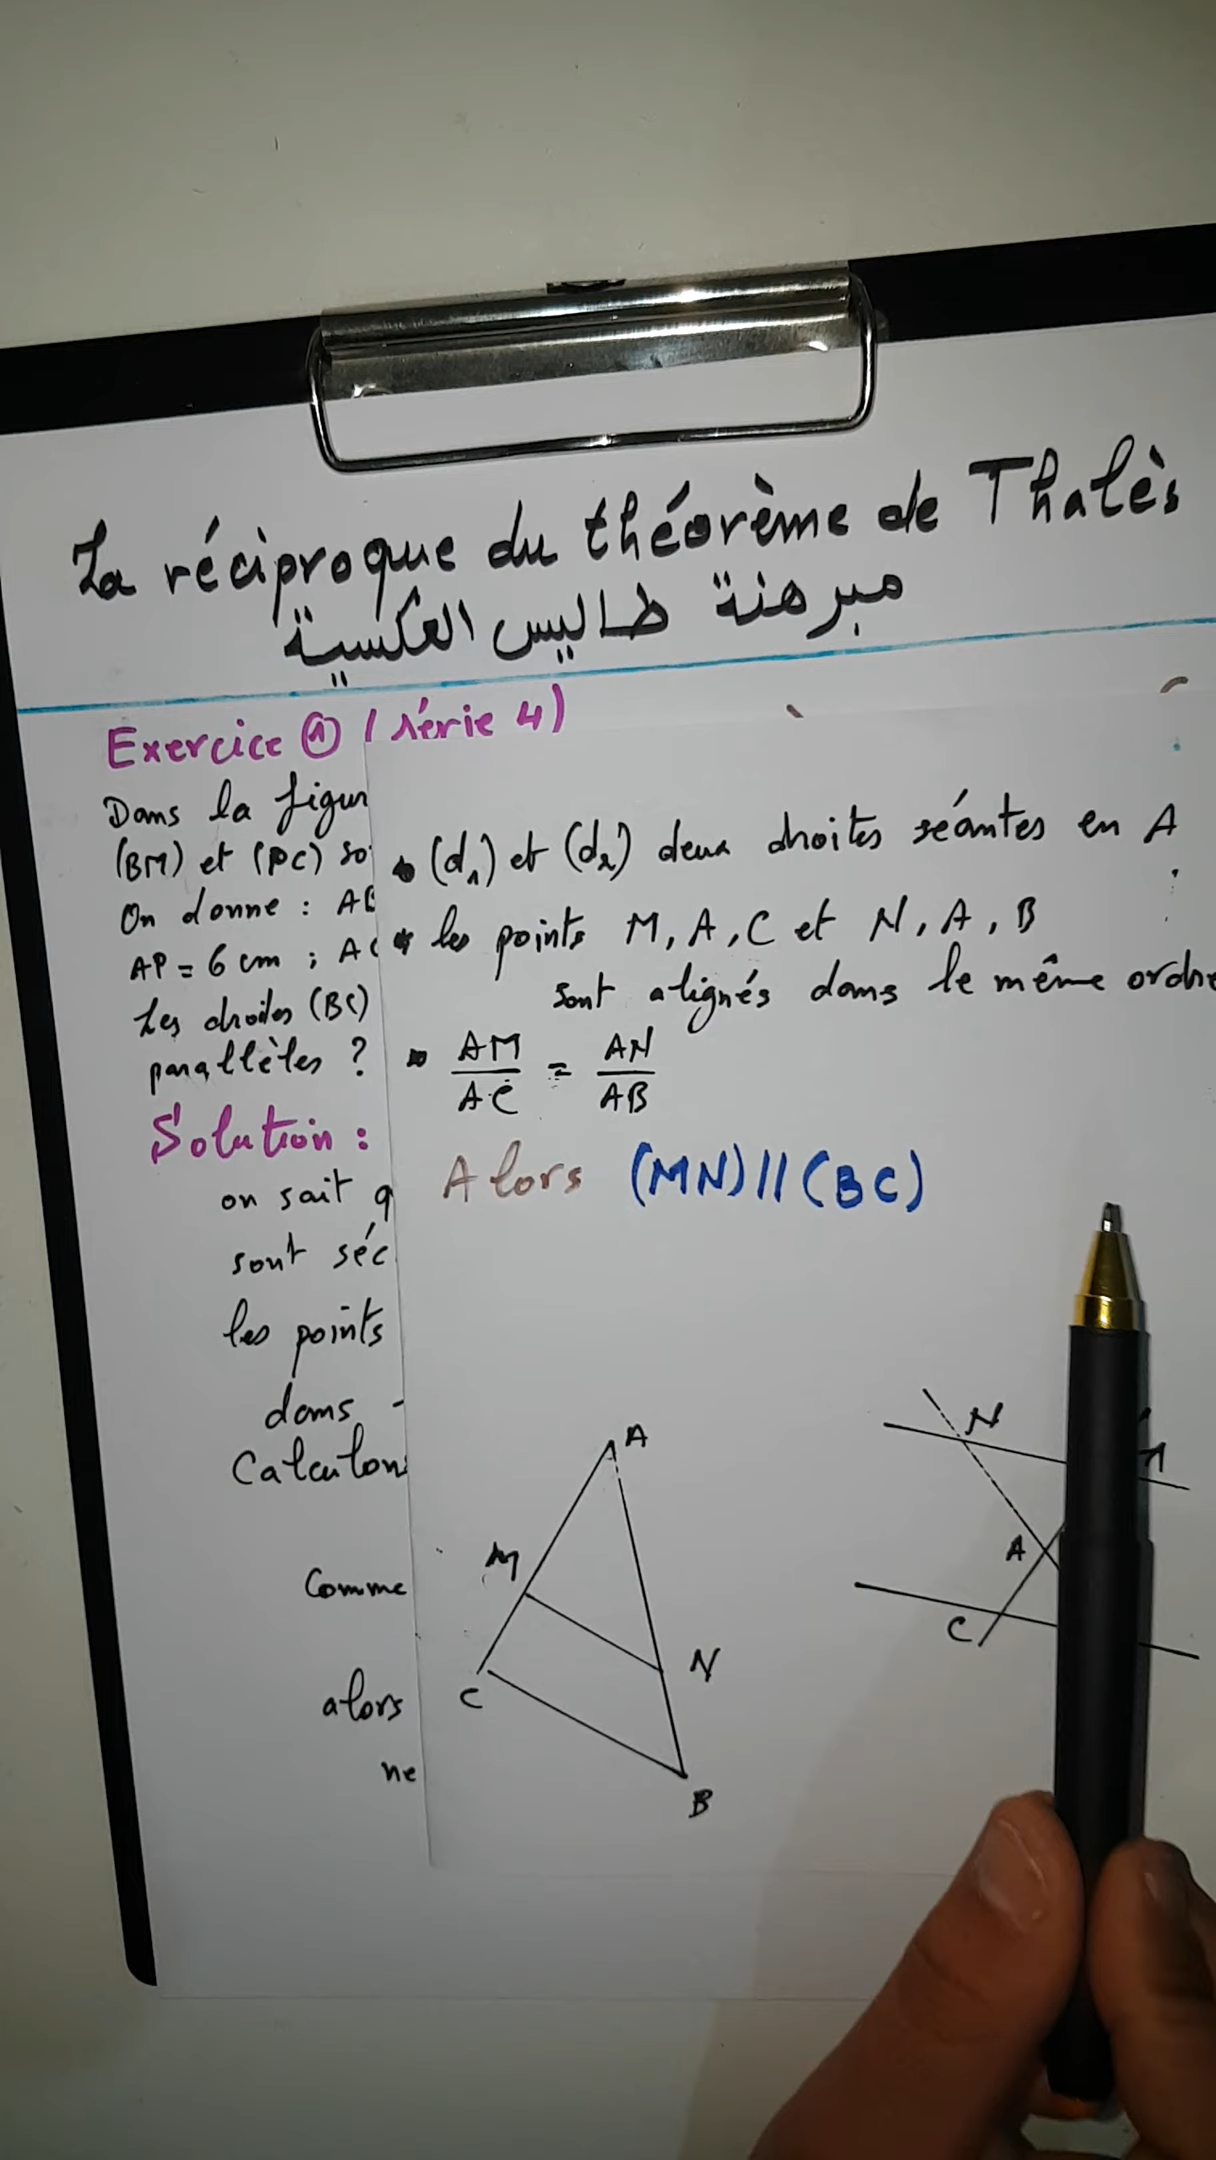 La réciproque du théorème de Thalès
مبرهنة طاليس العكسية
Exercice ① (série 4)
Dans la figur
(BM) et (PC) so
On donne : AB
AP = 6 cm ; AC
Les droites (BC)
parallèles ?
Solution :
on sait q
sont séc
les points
dans
Calculons
Comme
alors
ne
(d₁) et (d₂) deux droites séantes en A
les points M, A, C et N, A, B
sont alignés dans le même ordre
AM/AC = AN/AB
Alors (MN)//(BC)
A
M
N
C
B
N
A
C